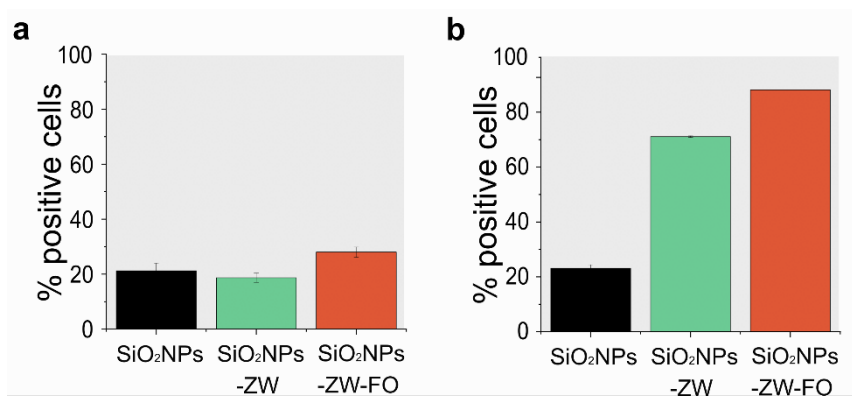 a
% positive cells
100
80
60
40
20
0
SiO₂NPs
SiO₂NPs
-ZW
SiO₂NPs
-ZW-FO
b
% positive cells
100
80
60
40
20
0
SiO₂NPs
SiO₂NPs
-ZW
SiO₂NPs
-ZW-FO